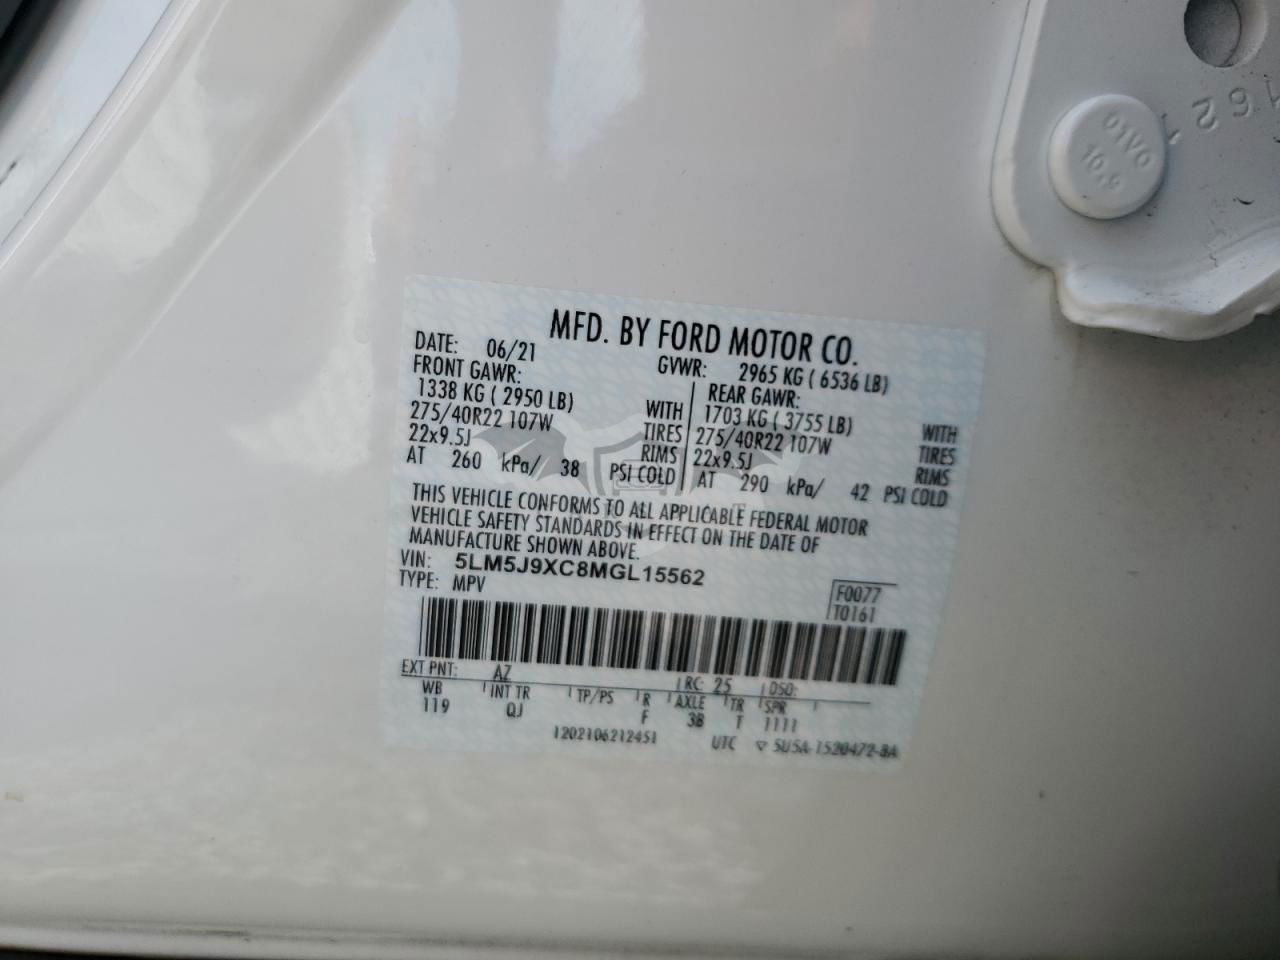 162 1
01VO
10.9
MFD. BY FORD MOTOR CO.
DATE: 06/21 GVWR: 2965 KG ( 6536 LB)
FRONT GAWR: REAR GAWR:
1338 KG ( 2950 LB) WITH 1703 KG ( 3755 LB) WITH
275/40R22 107W TIRES 275/40R22 107W TIRES
22x9.5J RIMS 22x9.5J RIMS
AT 260 kPa/ 38 PSI COLD AT 290 kPa/ 42 PSI COLD
THIS VEHICLE CONFORMS TO ALL APPLICABLE FEDERAL MOTOR
VEHICLE SAFETY STANDARDS IN EFFECT ON THE DATE OF
MANUFACTURE SHOWN ABOVE.
VIN: 5LM5J9XC8MGL15562
TYPE: MPV
F0077
T0161
EXT PNT: AZ RC: 25 DSO:
WB INT TR TP/PS R AXLE TR SPR
119 QJ F 3B T 1111
1202106212451 UTC ▽ 5U5A-1520472-BA